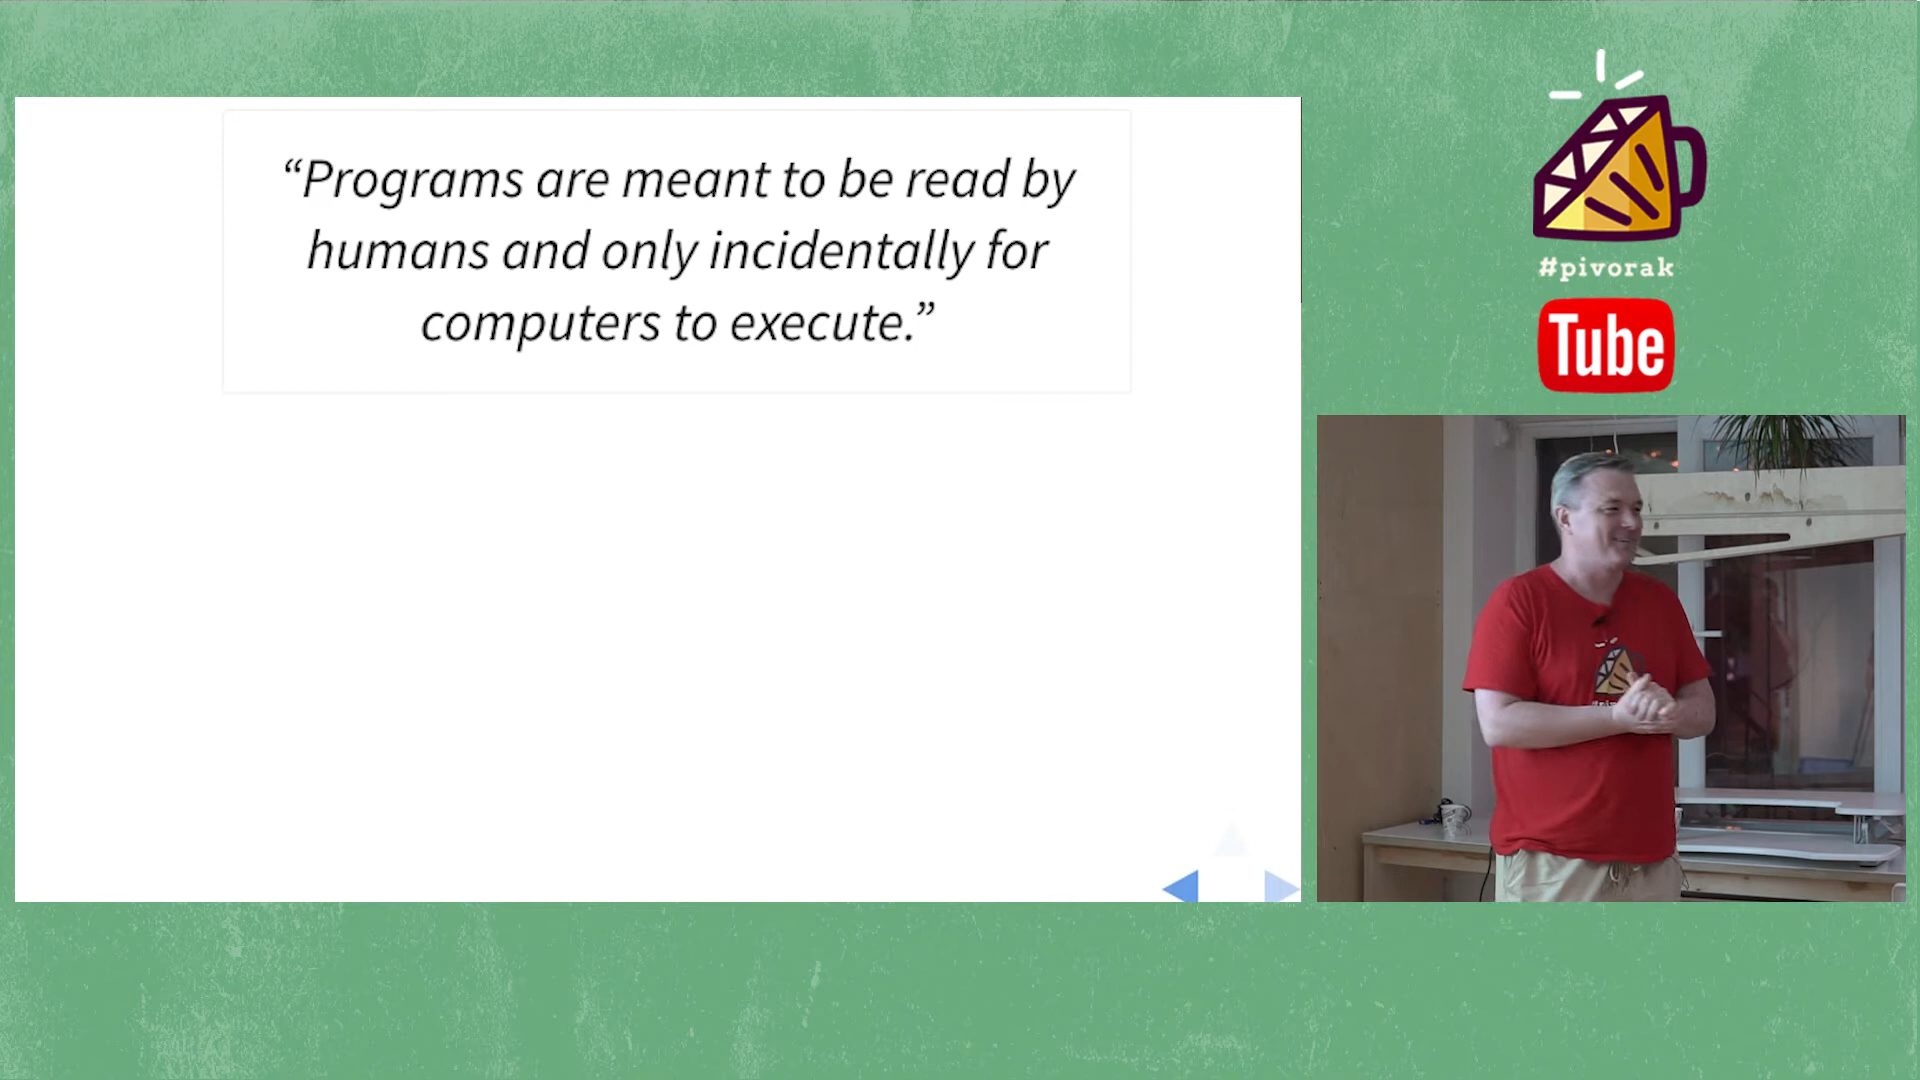 “Programs are meant to be read by
humans and only incidentally for
computers to execute.”
#pivorak
Tube